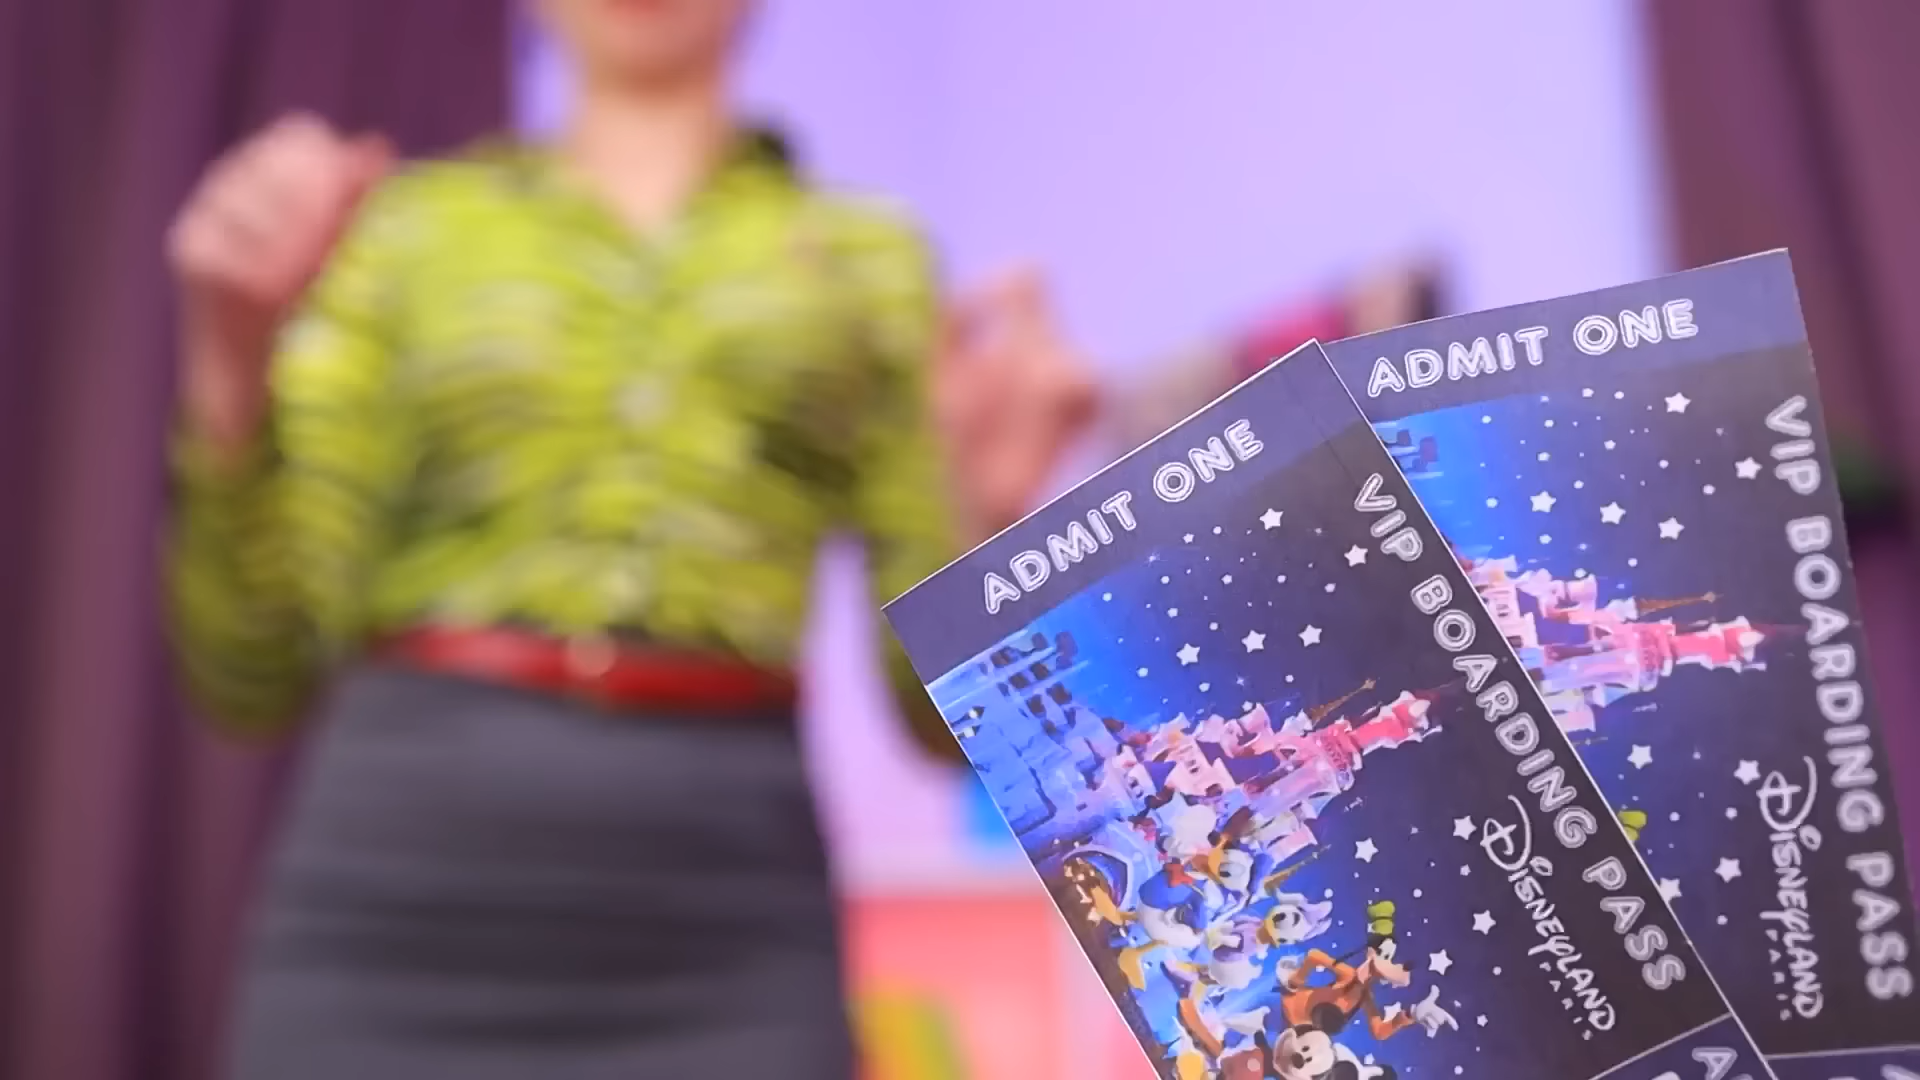 ADMIT ONE
VIP BOARDING PASS
DISNEYLAND
PARIS
ADMIT ONE
VIP BOARDING PASS
DISNEYLAND
PARIS